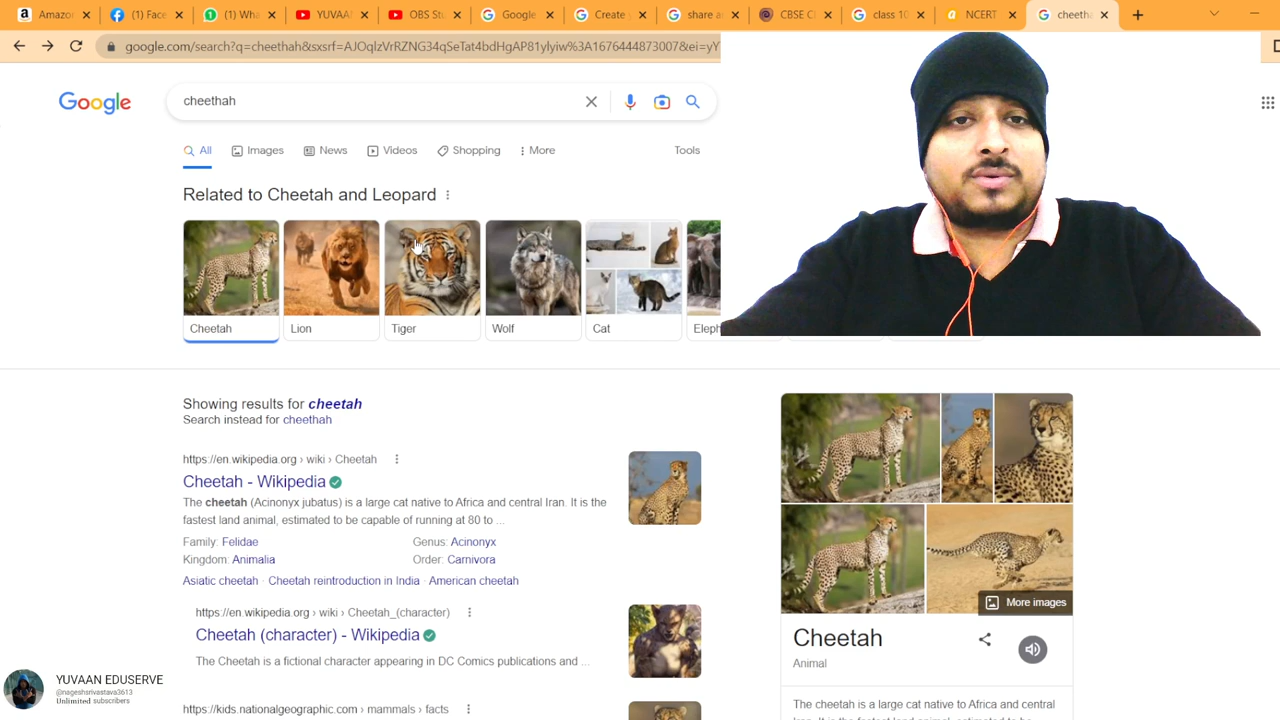 Amazon
(1) Face
(1) Wha
YUVAAN
OBS Stu
Google
Create
share a
CBSE Cl
class 10
NCERT
cheetha
google.com/search?q=cheethah&sxsrf=AJOqlzVrRZNG34qSeTat4bdHgAP81ylyiw%3A1676444873007&ei=yY
Google
cheethah
All
Images
News
Videos
Shopping
More
Tools
Related to Cheetah and Leopard
Cheetah
Lion
Tiger
Wolf
Cat
Eleph
Showing results for cheetah
Search instead for cheethah
https://en.wikipedia.org › wiki › Cheetah
Cheetah - Wikipedia
The cheetah (Acinonyx jubatus) is a large cat native to Africa and central Iran. It is the
fastest land animal, estimated to be capable of running at 80 to ...
Family: Felidae
Genus: Acinonyx
Kingdom: Animalia
Order: Carnivora
Asiatic cheetah · Cheetah reintroduction in India · American cheetah
https://en.wikipedia.org › wiki › Cheetah_(character)
Cheetah (character) - Wikipedia
The Cheetah is a fictional character appearing in DC Comics publications and ...
https://kids.nationalgeographic.com › mammals › facts
More images
Cheetah
Animal
The cheetah is a large cat native to Africa and
YUVAAN EDUSERVE
@nageshsrivastava3613
Unlimited subscribers